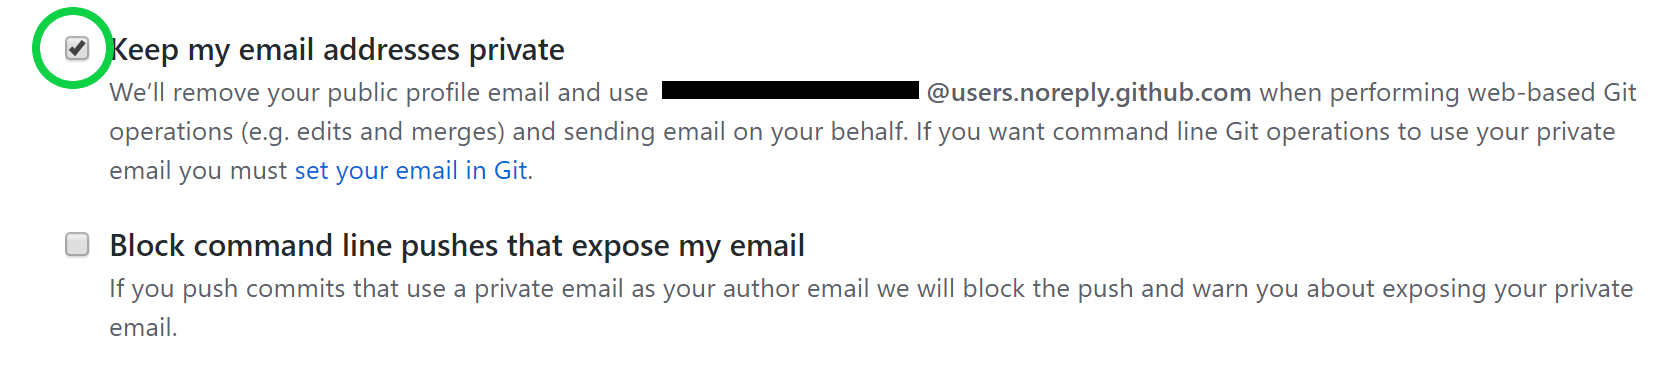 Keep my email addresses private
We’ll remove your public profile email and use @users.noreply.github.com when performing web-based Git
operations (e.g. edits and merges) and sending email on your behalf. If you want command line Git operations to use your private
email you must set your email in Git.
Block command line pushes that expose my email
If you push commits that use a private email as your author email we will block the push and warn you about exposing your private
email.